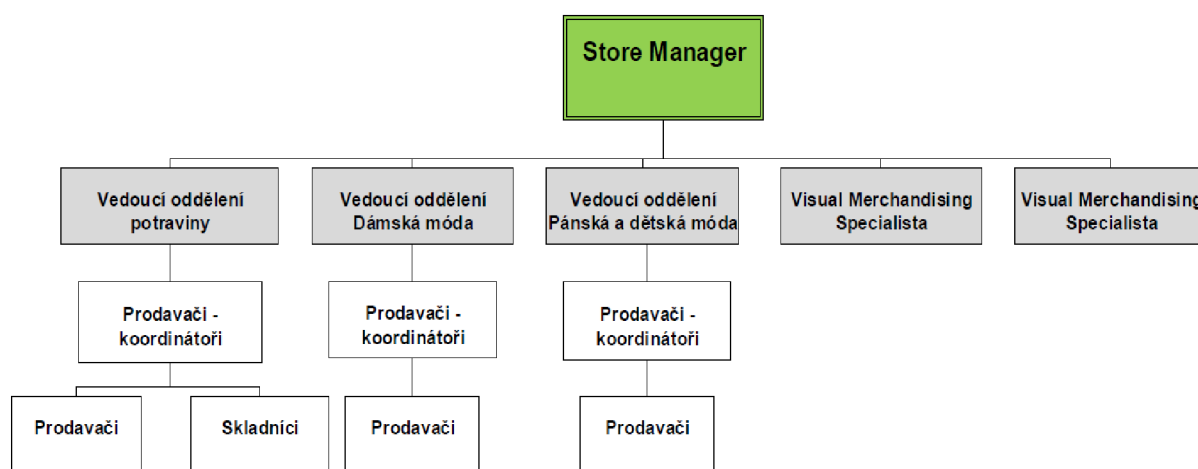 Store Manager
Vedoucí oddělení
potraviny
Vedoucí oddělení
Dámská móda
Vedoucí oddělení
Pánská a dětská móda
Visual Merchandising
Specialista
Visual Merchandising
Specialista
Prodavači -
koordinátoři
Prodavači -
koordinátoři
Prodavači -
koordinátoři
Prodavači
Skladníci
Prodavači
Prodavači